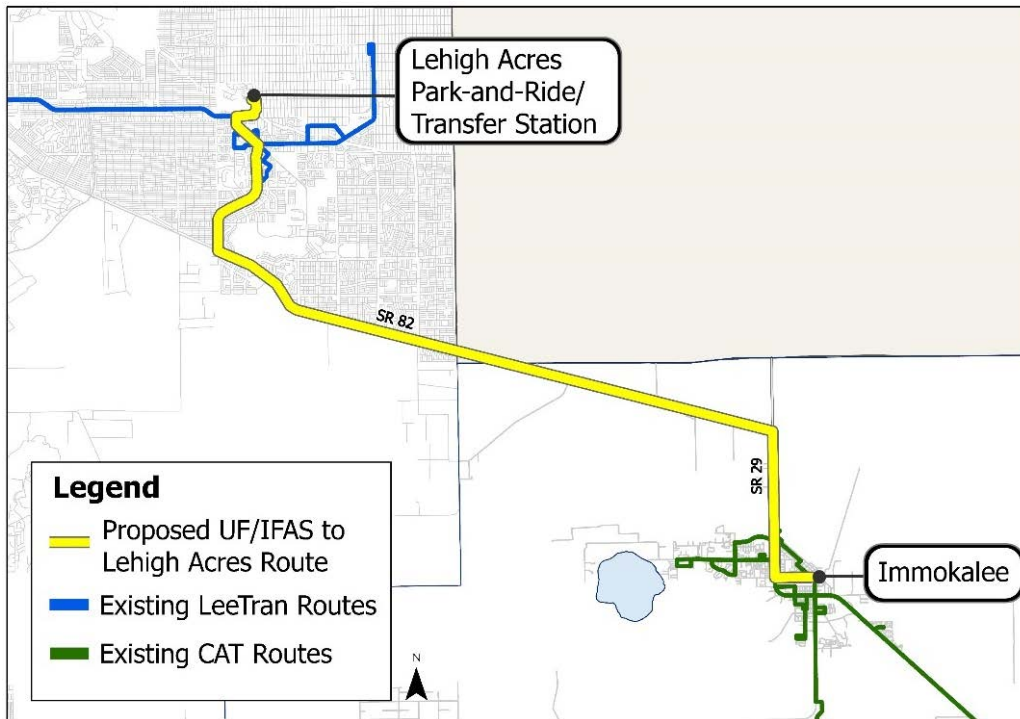 Lehigh Acres
Park-and-Ride/
Transfer Station
SR 82
SR 29
Immokalee
Legend
Proposed UF/IFAS to
Lehigh Acres Route
Existing LeeTran Routes
Existing CAT Routes
N